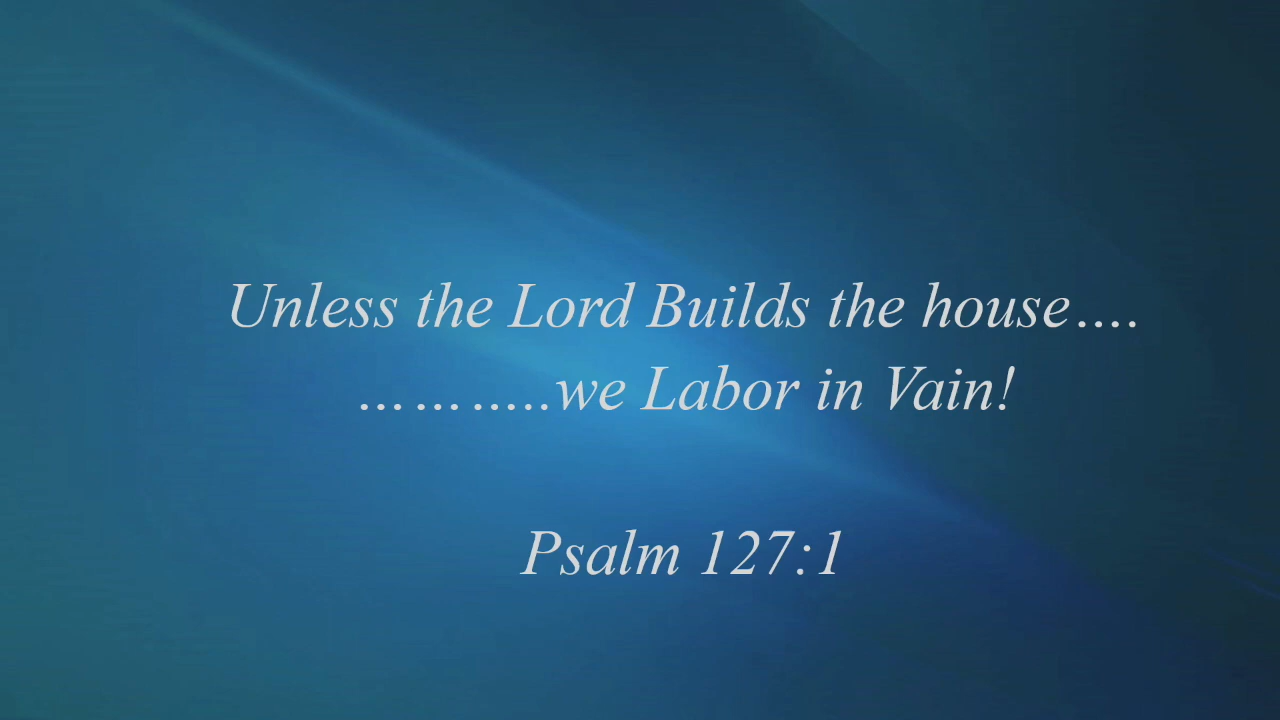 Unless the Lord Builds the house….
………..we Labor in Vain!
Psalm 127:1